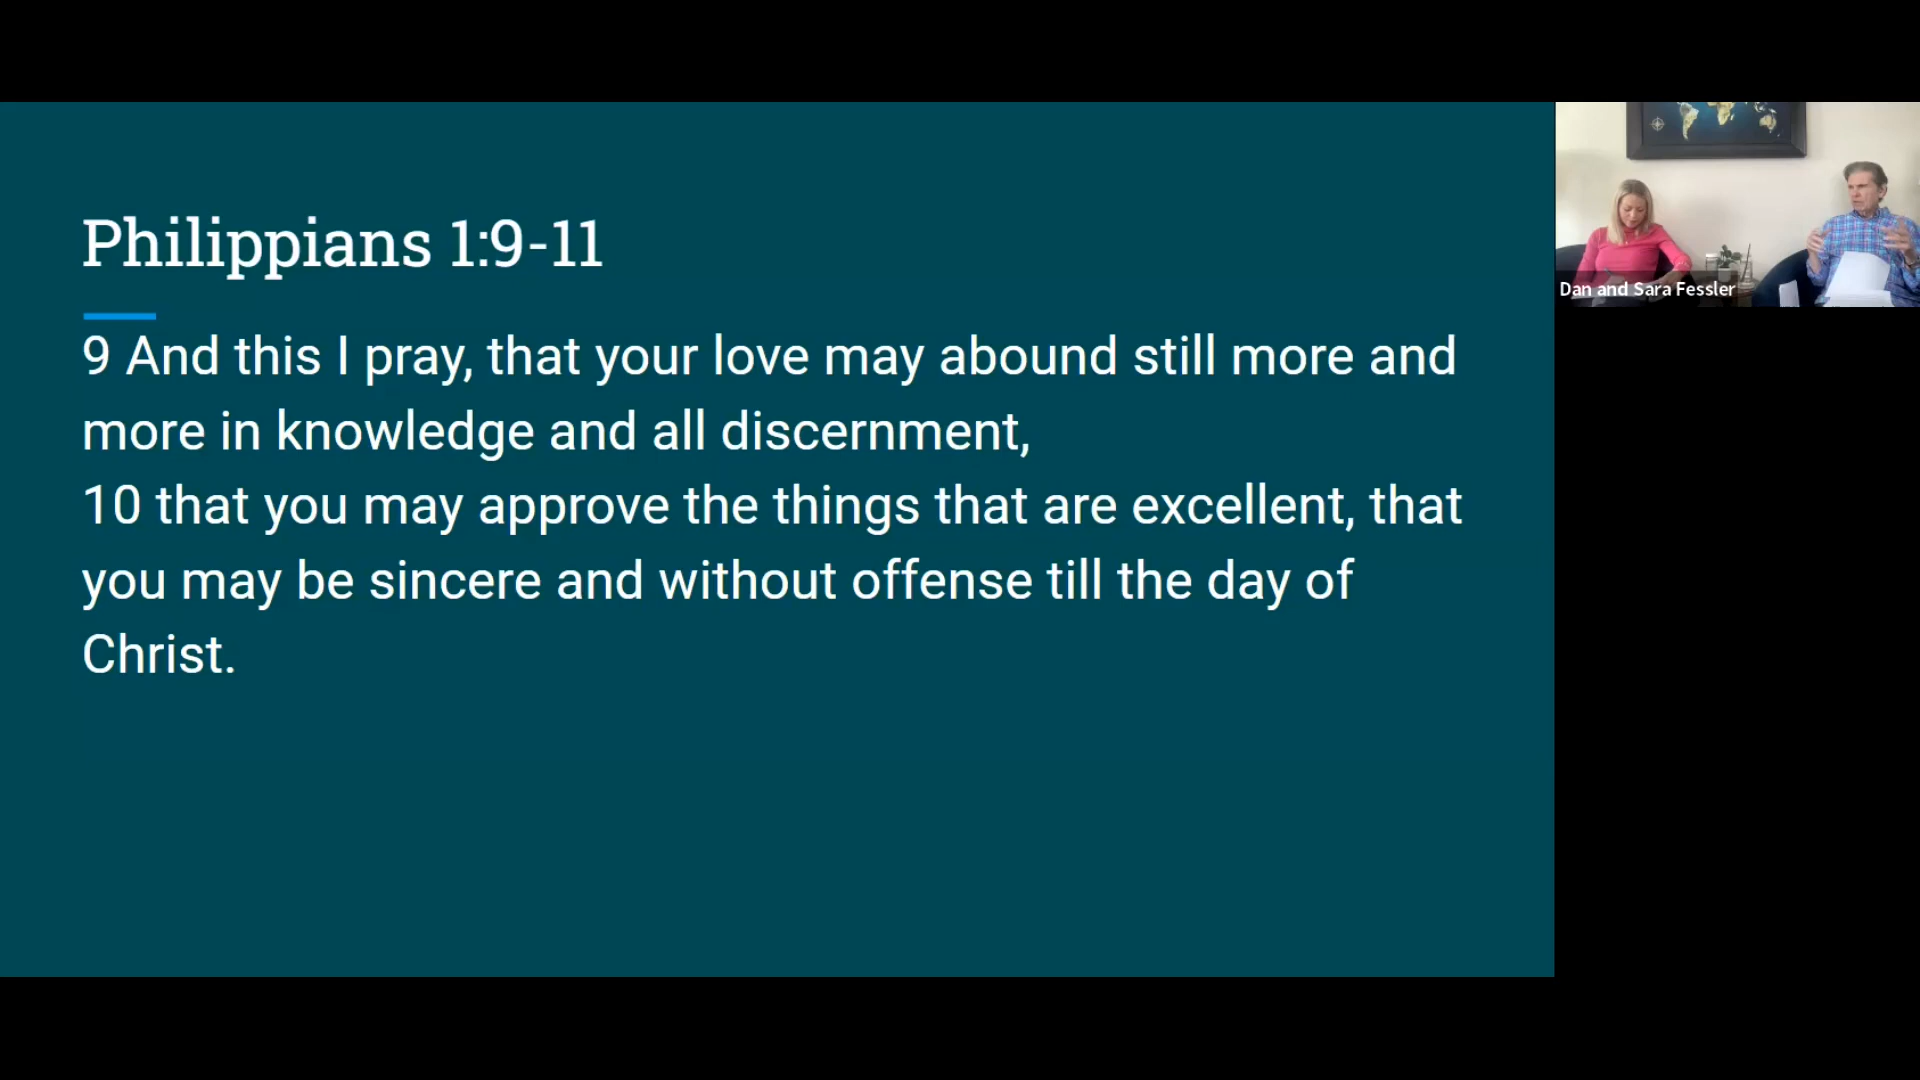 Philippians 1:9-11
9 And this I pray, that your love may abound still more and
more in knowledge and all discernment,
10 that you may approve the things that are excellent, that
you may be sincere and without offense till the day of
Christ.
Dan and Sara Fessler